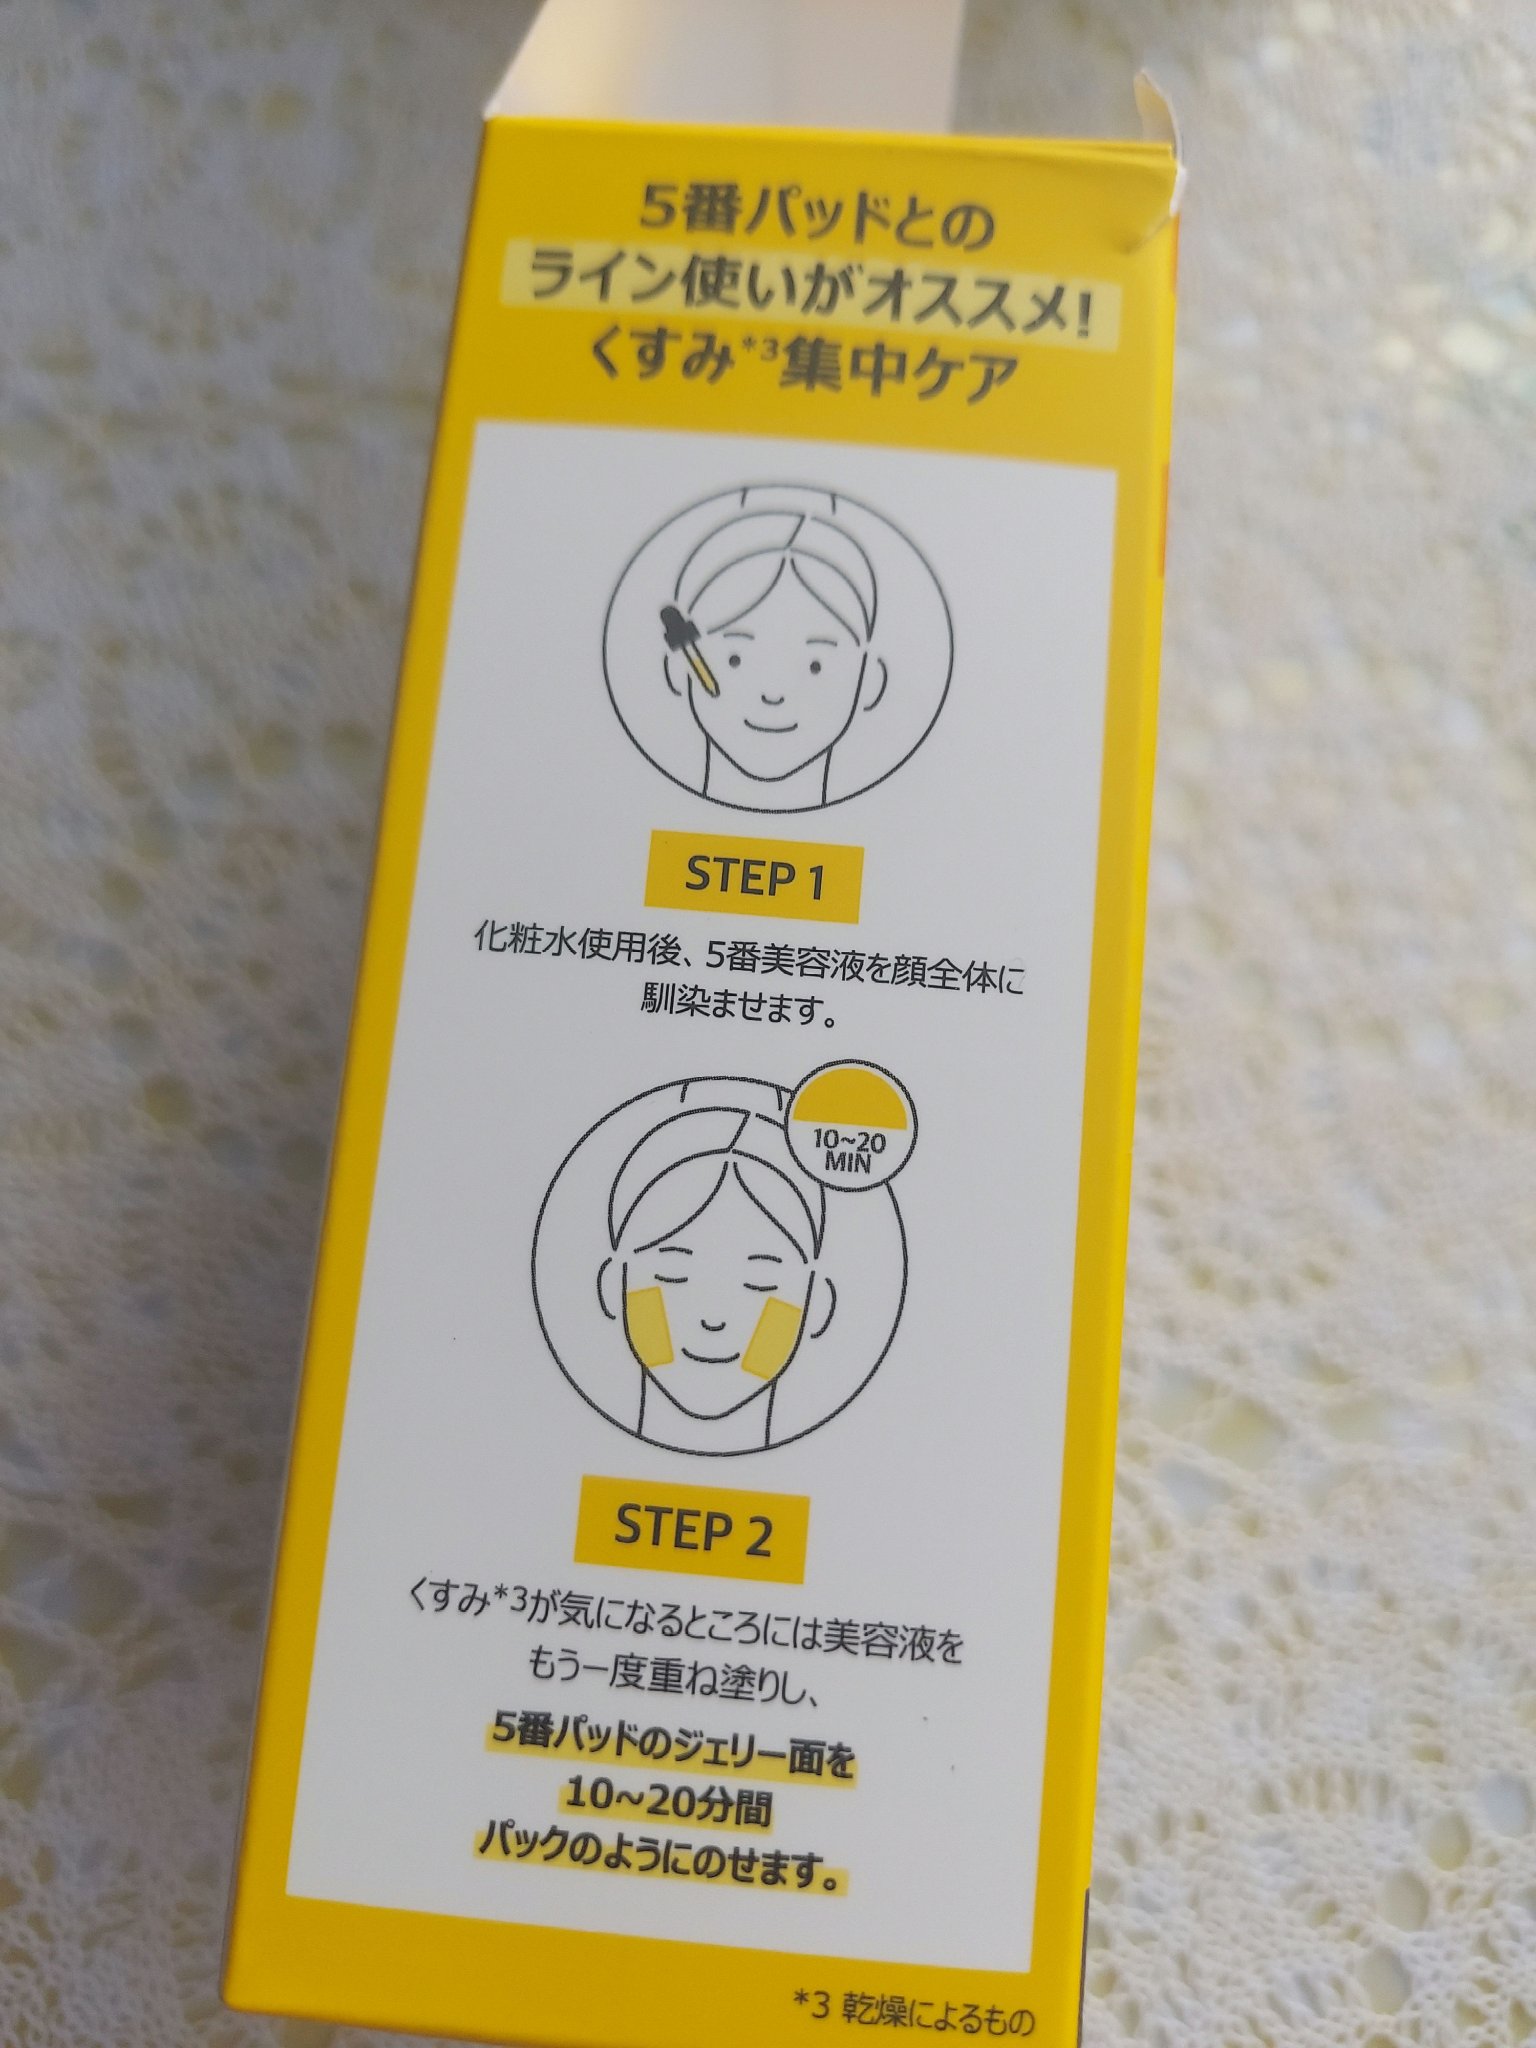 5番パッドとの
ライン使いがオススメ!
くすみ*3集中ケア
STEP 1
化粧水使用後、5番美容液を顔全体に
馴染ませます。
10~20
MIN
STEP 2
くすみ*3が気になるところには美容液を
もう一度重ね塗りし、
5番パッドのジェリー面を
10~20分間
パックのようにのせます。
*3 乾燥によるもの